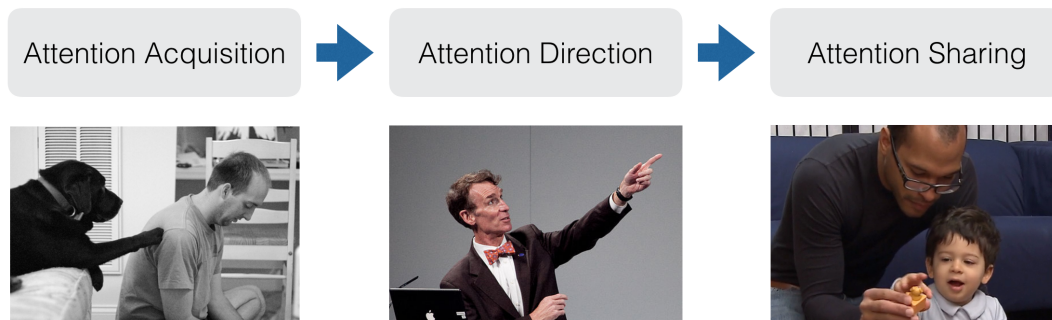 Attention Acquisition
Attention Direction
Attention Sharing